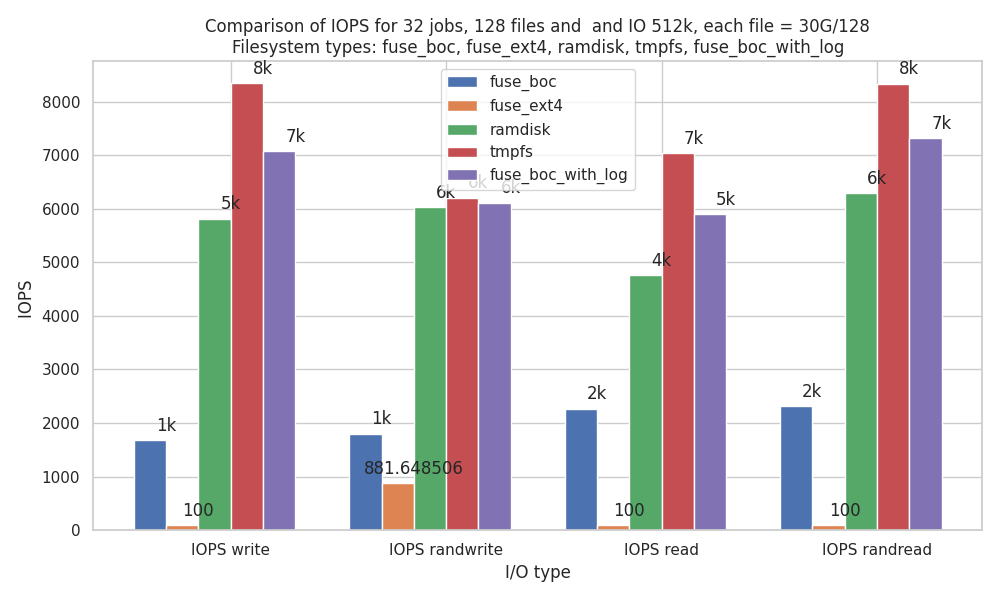 Comparison of IOPS for 32 jobs, 128 files and  and IO 512k, each file = 30G/128
Filesystem types: fuse_boc, fuse_ext4, ramdisk, tmpfs, fuse_boc_with_log
8k
8k
fuse_boc
fuse_ext4
ramdisk
tmpfs
fuse_boc_with_log
7k
7k
7k
5k
6k
6k
6k
5k
6k
4k
1k
1k
2k
2k
100
881.648506
100
100
8000
7000
6000
5000
4000
3000
2000
1000
0
IOPS
IOPS write
IOPS randwrite
IOPS read
IOPS randread
I/O type